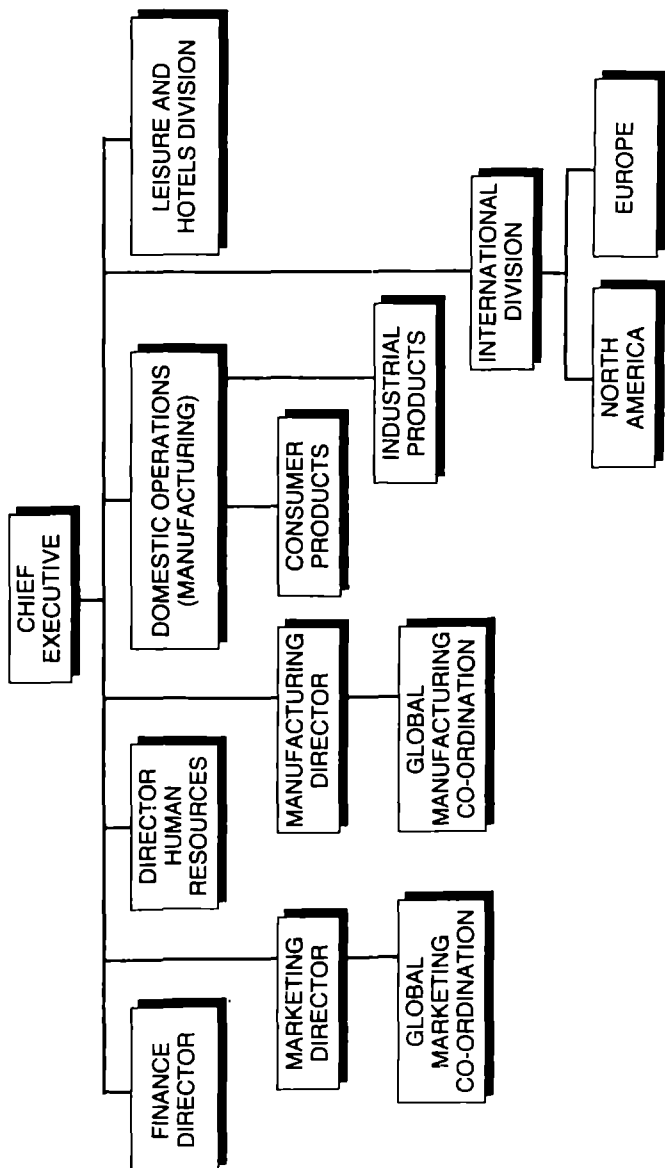 CHIEF
EXECUTIVE
FINANCE
DIRECTOR
DIRECTOR
HUMAN
RESOURCES
DOMESTIC OPERATIONS
(MANUFACTURING)
LEISURE AND
HOTELS DIVISION
MARKETING
DIRECTOR
MANUFACTURING
DIRECTOR
CONSUMER
PRODUCTS
INDUSTRIAL
PRODUCTS
GLOBAL
MARKETING
CO-ORDINATION
GLOBAL
MANUFACTURING
CO-ORDINATION
INTERNATIONAL
DIVISION
NORTH
AMERICA
EUROPE